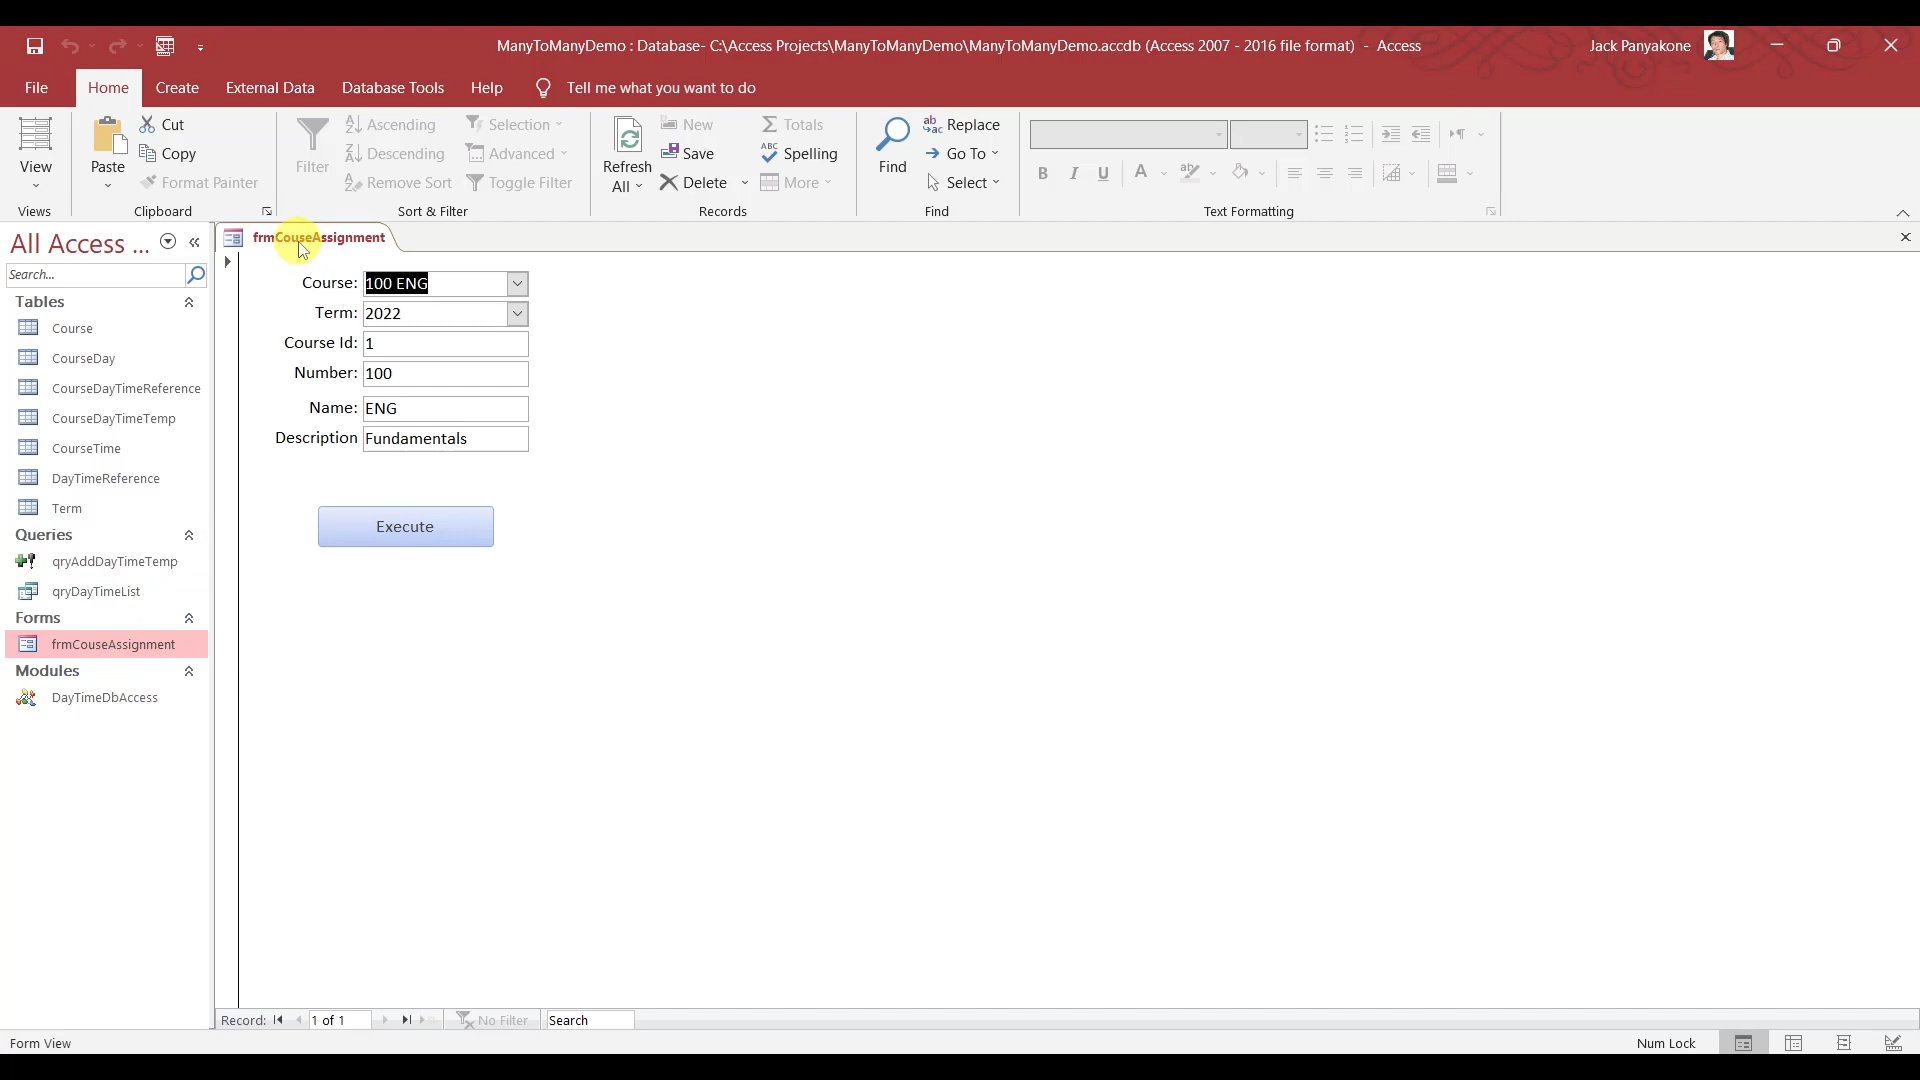 ManyToManyDemo : Database- C:\Access Projects\ManyToManyDemo\ManyToManyDemo.accdb (Access 2007 - 2016 file format) - Access
Jack Panyakone
File Home Create External Data Database Tools Help Tell me what you want to do
View
Views
Paste
Cut
Copy
Format Painter
Clipboard
Filter
Ascending
Descending
Remove Sort
Selection
Advanced
Toggle Filter
Sort & Filter
Refresh
All
New
Save
Delete
Totals
Spelling
More
Records
Find
Replace
Go To
Select
Find
B I U A
Text Formatting
All Access ...
Search...
Tables
Course
CourseDay
CourseDayTimeReference
CourseDayTimeTemp
CourseTime
DayTimeReference
Term
Queries
qryAddDayTimeTemp
qryDayTimeList
Forms
frmCouseAssignment
Modules
DayTimeDbAccess
frmCouseAssignment
Course: 100 ENG
Term: 2022
Course Id: 1
Number: 100
Name: ENG
Description Fundamentals
Execute
Record: 1 of 1 No Filter Search
Form View
Num Lock